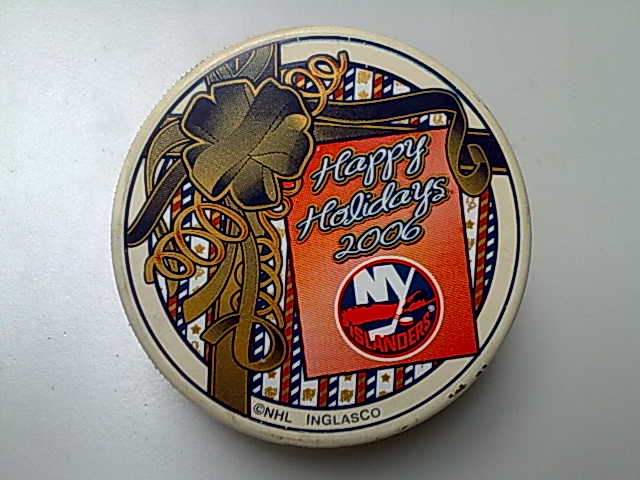 Happy
Holidays
2006
NY
ISLANDERS
©NHL INGLASCO